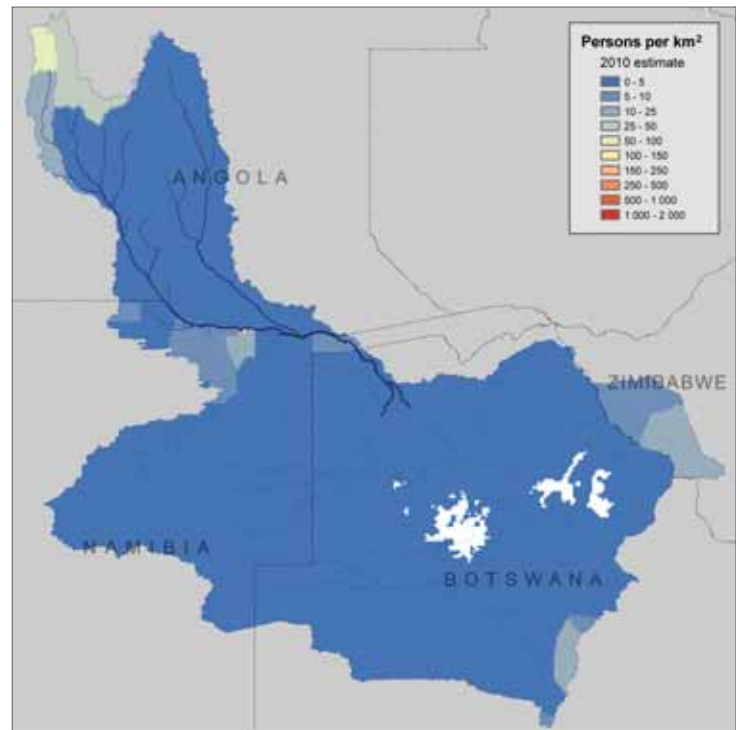 Persons per km²
2010 estimate
0 - 5
5 - 10
10 - 25
25 - 50
50 - 100
100 - 150
150 - 250
250 - 500
500 - 1 000
1 000 - 2 000
ANGOLA
ZIMIBABWE
NAMIBIA
BOTSWANA